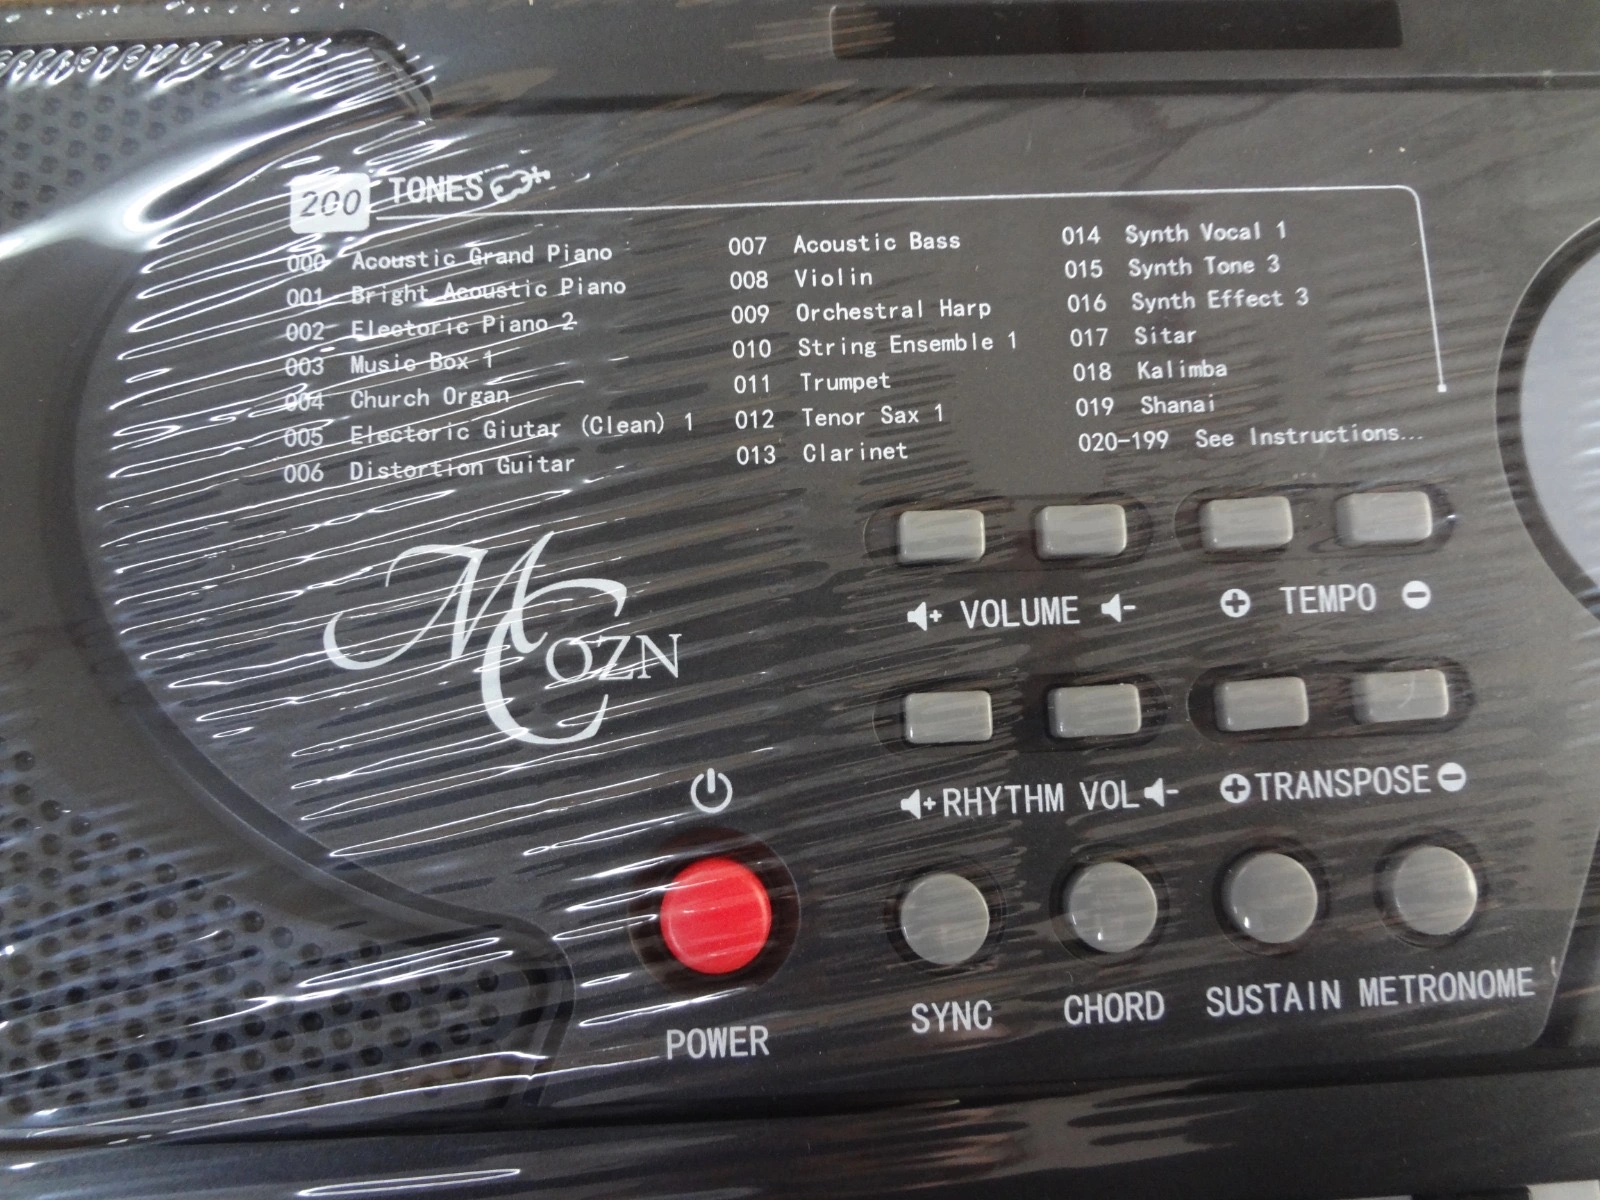 200 TONES
000 Acoustic Grand Piano
001 Bright Acoustic Piano
002 Electoric Piano 2
003 Music Box 1
004 Church Organ
005 Electoric Giutar (Clean) 1
006 Distortion Guitar
007 Acoustic Bass
008 Violin
009 Orchestral Harp
010 String Ensemble 1
011 Trumpet
012 Tenor Sax 1
013 Clarinet
014 Synth Vocal 1
015 Synth Tone 3
016 Synth Effect 3
017 Sitar
018 Kalimba
019 Shanai
020-199 See Instructions...
MCOZN
+ VOLUME -
+ TEMPO -
+ RHYTHM VOL -
+ TRANSPOSE -
POWER
SYNC
CHORD
SUSTAIN
METRONOME